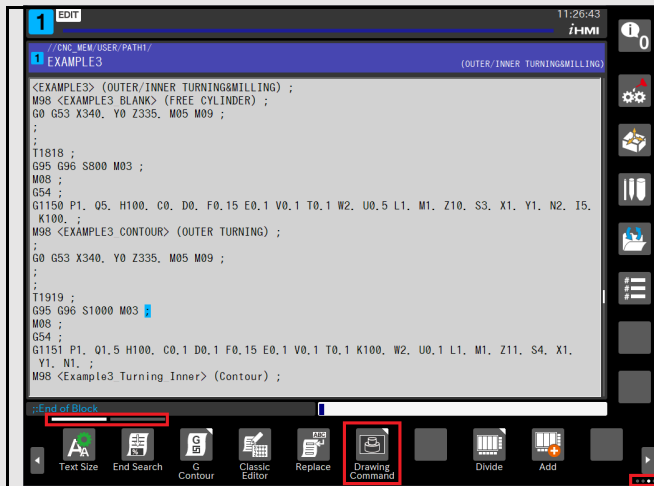 1
EDIT
11:26:43
iHMI
//CNC_MEM/USER/PATH1/
1
EXAMPLE3
(OUTER/INNER TURNING&MILLING)
i
0
<EXAMPLE3> (OUTER/INNER TURNING&MILLING) ;
M98 <EXAMPLE3 BLANK> (FREE CYLINDER) ;
G0 G53 X340. Y0 Z335. M05 M09 ;
;
;
T1818 ;
G95 G96 S800 M03 ;
M08 ;
G54 ;
G1150 P1. Q5. H100. C0. D0. F0.15 E0.1 V0.1 T0.1 W2. U0.5 L1. M1. Z10. S3. X1. Y1. N2. I5.
K100. ;
M98 <EXAMPLE3 CONTOUR> (OUTER TURNING) ;
;
G0 G53 X340. Y0 Z335. M05 M09 ;
;
;
T1919 ;
G95 G96 S1000 M03 ;
M08 ;
G54 ;
G1151 P1. Q1.5 H100. C0.1 D0.1 F0.15 E0.1 V0.1 T0.1 K100. W2. U0.1 L1. M1. Z11. S4. X1.
Y1. N1. ;
M98 <Example3 Turning Inner> (Contour) ;
;:End of Block
Text Size
End Search
G
Contour
Classic
Editor
ABC
Replace
Drawing
Command
Divide
Add